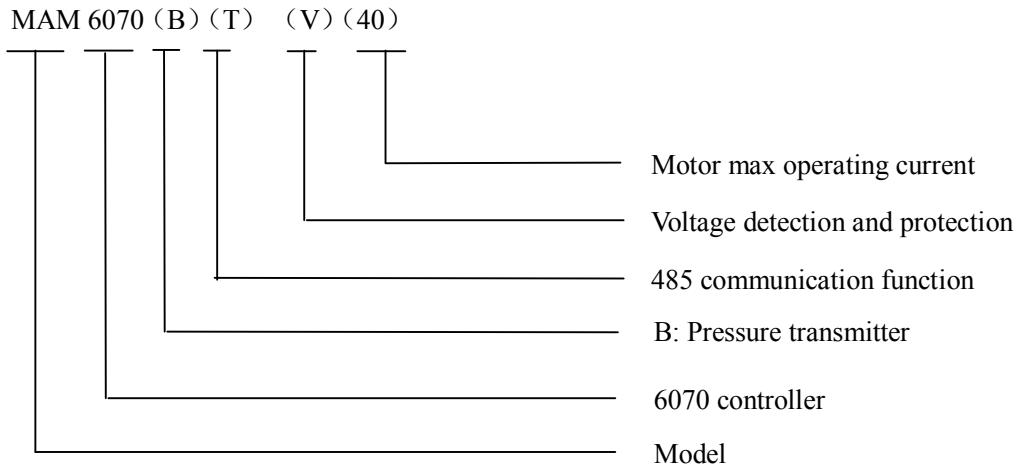 MAM 6070（B）（T） （V）（40）
Motor max operating current
Voltage detection and protection
485 communication function
B: Pressure transmitter
6070 controller
Model